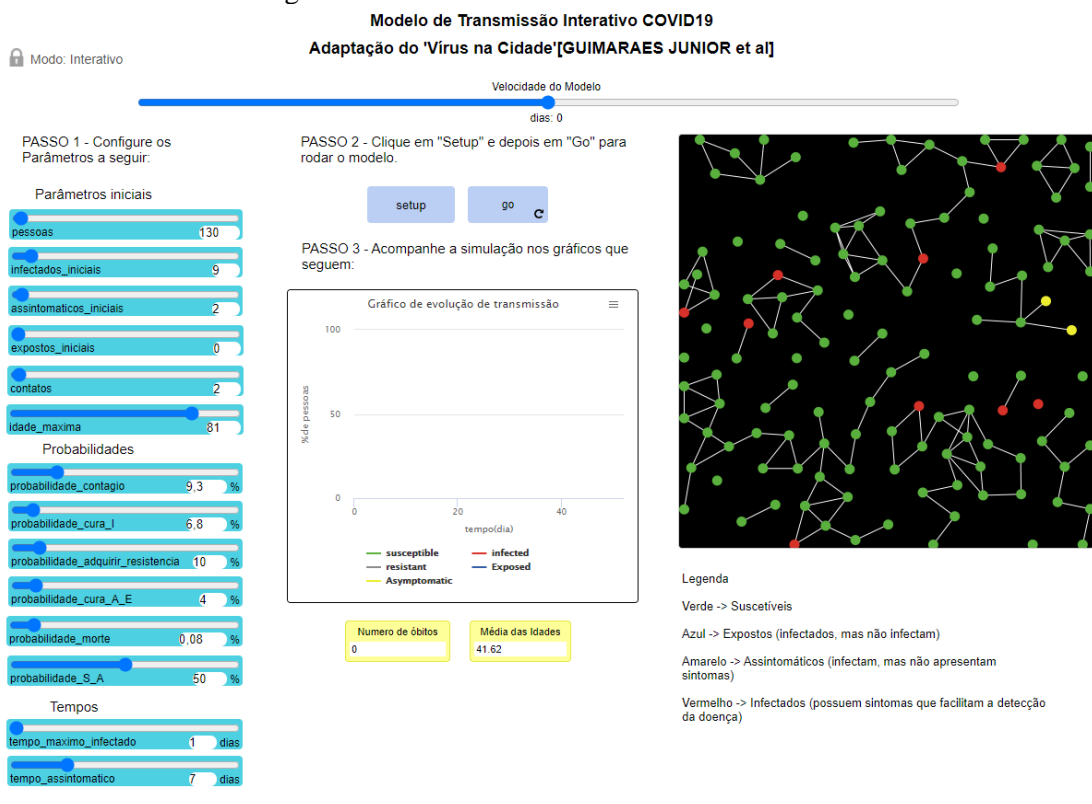 Modelo de Transmissão Interativo COVID19
Adaptação do 'Vírus na Cidade'[GUIMARAES JUNIOR et al]
Modo: Interativo
Velocidade do Modelo
dias: 0
PASSO 1 - Configure os
Parâmetros a seguir:
Parâmetros iniciais
pessoas 130
infectados_iniciais 9
assintomaticos_iniciais 2
expostos_iniciais 0
contatos 2
idade_maxima 81
Probabilidades
probabilidade_contagio 9,3 %
probabilidade_cura_I 6,8 %
probabilidade_adquirir_resistencia 10 %
probabilidade_cura_A_E 4 %
probabilidade_morte 0,08 %
probabilidade_S_A 50 %
Tempos
tempo_maximo_infectado 1 dias
tempo_assintomatico 7 dias
PASSO 2 - Clique em "Setup" e depois em "Go" para
rodar o modelo.
setup
go
PASSO 3 - Acompanhe a simulação nos gráficos que
seguem:
Gráfico de evolução de transmissão
100
50
0
% de pessoas
0 20 40
tempo(dia)
susceptible
infected
resistant
Exposed
Asymptomatic
Numero de óbitos
0
Média das Idades
41.62
Legenda
Verde -> Suscetíveis
Azul -> Expostos (infectados, mas não infectam)
Amarelo -> Assintomáticos (infectam, mas não apresentam
sintomas)
Vermelho -> Infectados (possuem sintomas que facilitam a detecção
da doença)